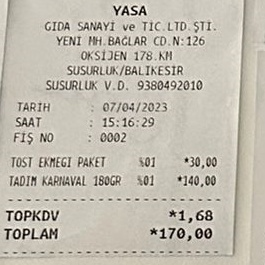 YASA
GIDA SANAYİ ve TİC.LTD.ŞTİ.
YENİ MH.BAĞLAR CD.N:126
OKSİJEN 178.KM
SUSURLUK/BALIKESİR
SUSURLUK V.D. 9380492010
TARİH : 07/04/2023
SAAT : 15:16:29
FİŞ NO : 0002
TOST EKMEGI PAKET %01 *30,00
TADIM KARNAVAL 180GR %01 *140,00
TOPKDV *1,68
TOPLAM *170,00